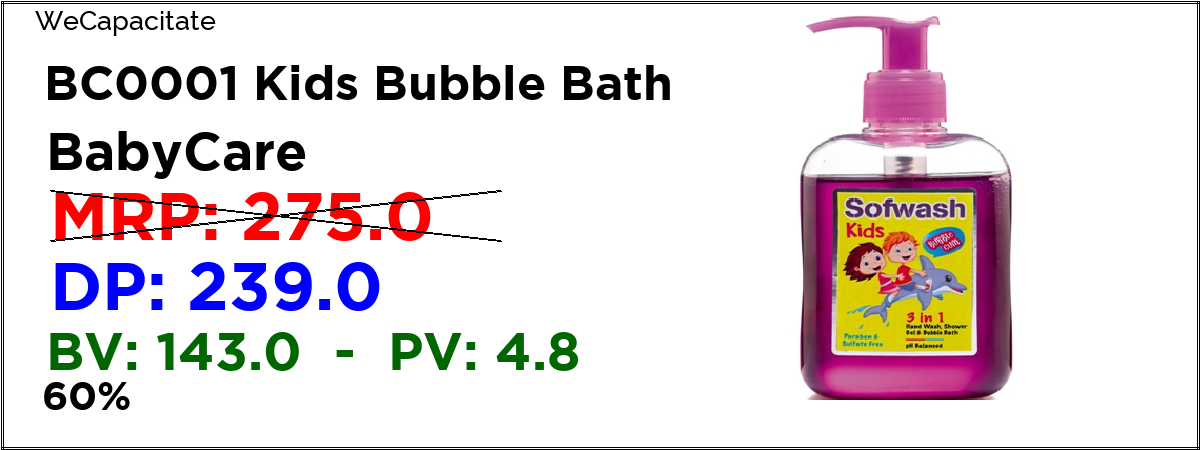 WeCapacitate
BC0001 Kids Bubble Bath
BabyCare
MRP: 275.0
DP: 239.0
BV: 143.0 - PV: 4.8
60%
Sofwash
Kids
BUBBLE
GUM
3 in 1
Hand Wash, Shower
Gel & Bubble Bath
Paraben &
Sulfate Free
pH Balanced